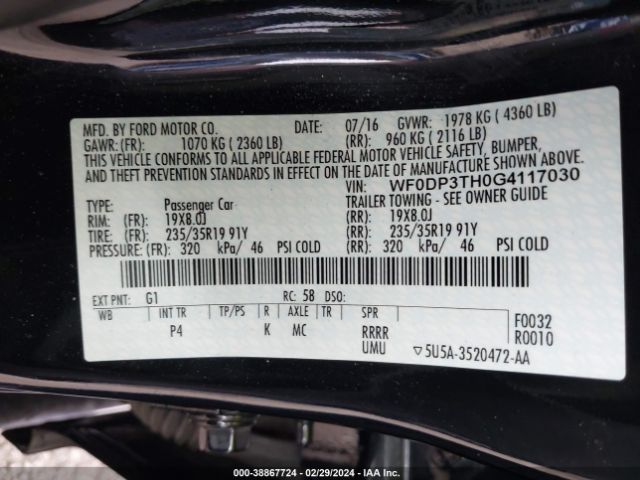 MFD. BY FORD MOTOR CO. DATE: 07/16 GVWR: 1978 KG ( 4360 LB)
GAWR: (FR): 1070 KG ( 2360 LB) (RR): 960 KG ( 2116 LB)
THIS VEHICLE CONFORMS TO ALL APPLICABLE FEDERAL MOTOR VEHICLE SAFETY, BUMPER,
AND THEFT PREVENTION STANDARDS IN EFFECT ON THE DATE OF MANUFACTURE SHOWN ABOVE.
VIN: WF0DP3TH0G4117030
TYPE: Passenger Car TRAILER TOWING - SEE OWNER GUIDE
RIM: (FR): 19X8.0J (RR): 19X8.0J
TIRE: (FR): 235/35R19 91Y (RR): 235/35R19 91Y
PRESSURE: (FR): 320 kPa/ 46 PSI COLD (RR): 320 kPa/ 46 PSI COLD
EXT PNT: G1 RC: 58 DSO:
WB INT TR TP/PS R AXLE TR SPR F0032
P4 K MC RRRR R0010
UMU ▽5U5A-3520472-AA
000-38867724 - 02/29/2024 - IAA Inc.